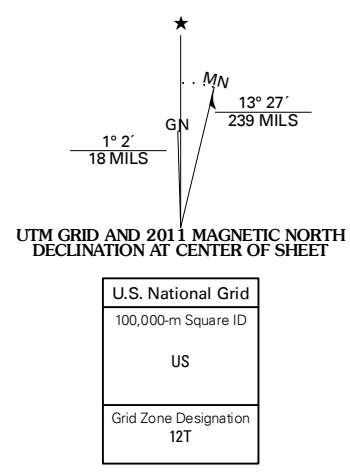 ★
MN
13° 27´
239 MILS
GN
1° 2´
18 MILS
UTM GRID AND 2011 MAGNETIC NORTH
DECLINATION AT CENTER OF SHEET
U.S. National Grid
100,000-m Square ID
US
Grid Zone Designation
12T